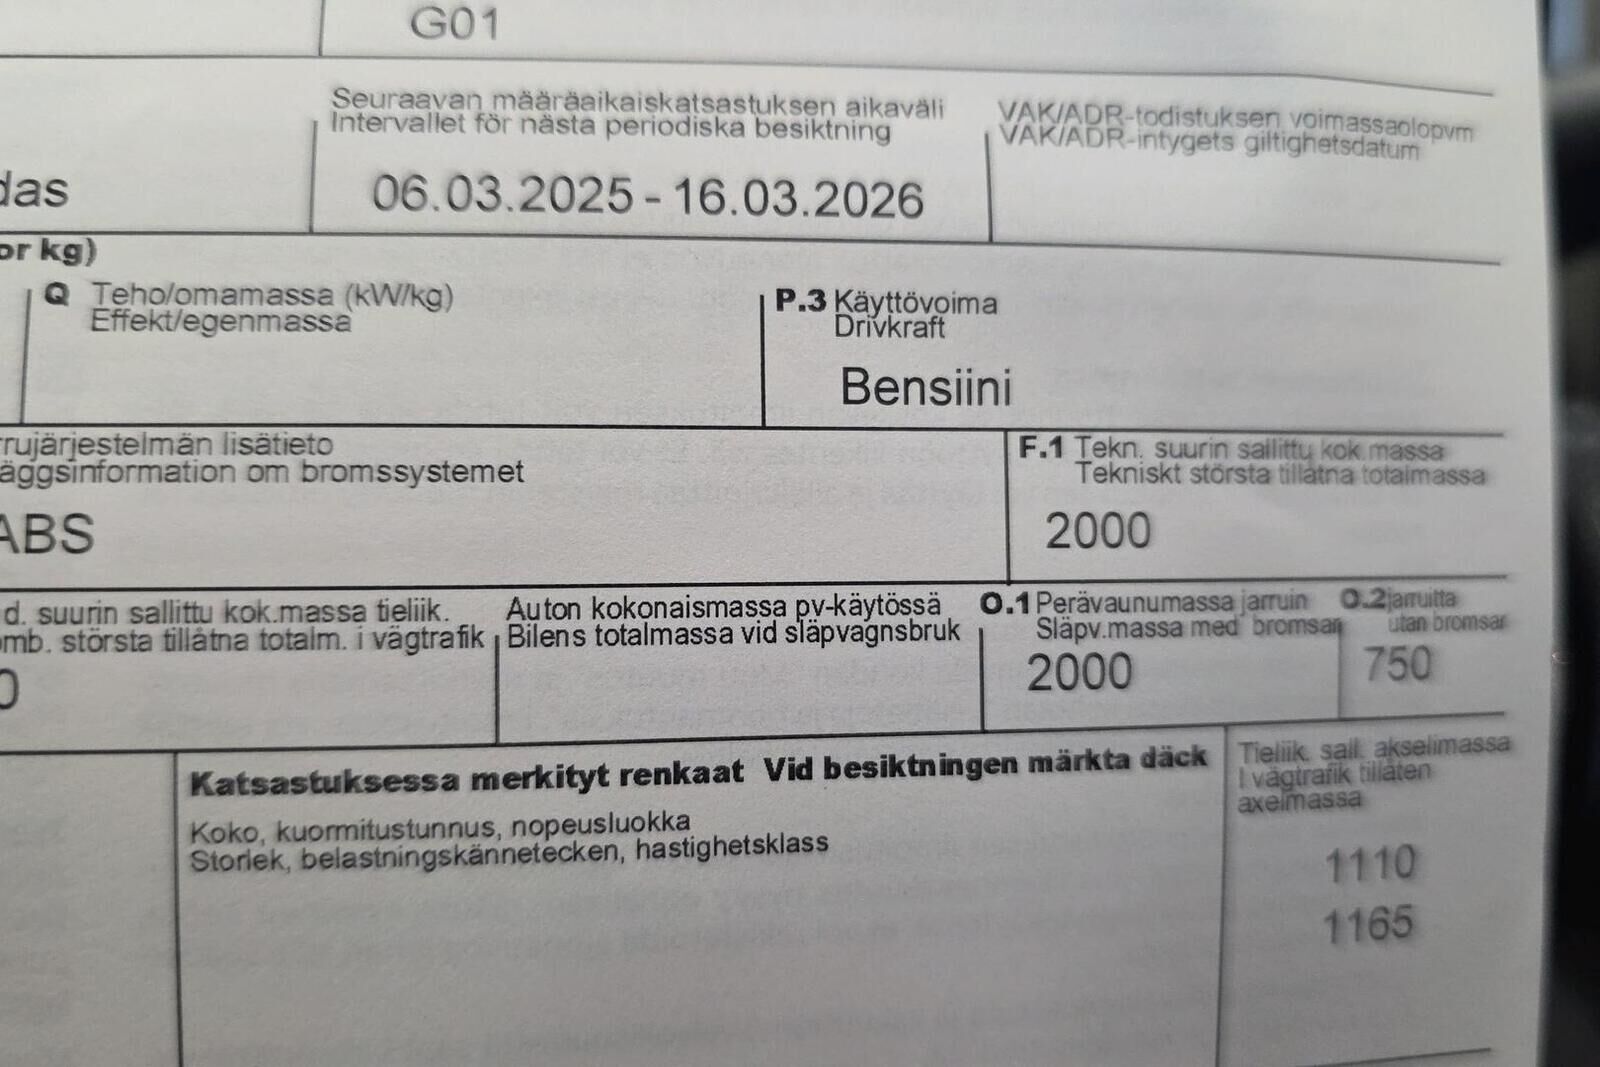 G01
Seuraavan määräaikaiskatsastuksen aikaväli
Intervallet för nästa periodiska besiktning
VAK/ADR-todistuksen voimassaolopvm
VAK/ADR-intygets giltighetsdatum
das
06.03.2025 - 16.03.2026
or kg)
Q Teho/omamassa (kW/kg)
Effekt/egenmassa
P.3 Käyttövoima
Drivkraft
Bensiini
rrujärjestelmän lisätieto
äggsinformation om bromssystemet
ABS
F.1 Tekn. suurin sallittu kok.massa
Tekniskt största tillåtna totalmassa
2000
d. suurin sallittu kok.massa tieliik.
omb. största tillåtna totalm. i vägtrafik
0
Auton kokonaismassa pv-käytössä
Bilens totalmassa vid släpvagnsbruk
O.1 Perävaunumassa jarruin
Släpv.massa med bromsar
2000
O.2 jarruitta
utan bromsar
750
Katsastuksessa merkityt renkaat Vid besiktningen märkta däck
Koko, kuormitustunnus, nopeusluokka
Storlek, belastningskännetecken, hastighetsklass
Tieliik. sall. akselimassa
I vägtrafik tillåten
axelmassa
1110
1165